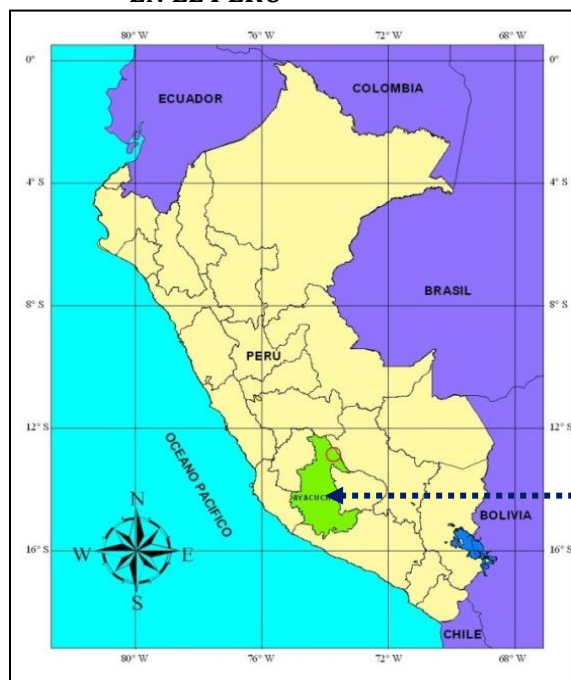 EN EL PERÚ
80° W 76° W 72° W 68° W
0° 0°
COLOMBIA
ECUADOR
4° S 4° S
8° S 8° S
BRASIL
PERÚ
12° S 12° S
OCEANO PACIFICO
N
BOLIVIA
W E
16° S 16° S
S
CHILE
80° W 76° W 72° W 68° W